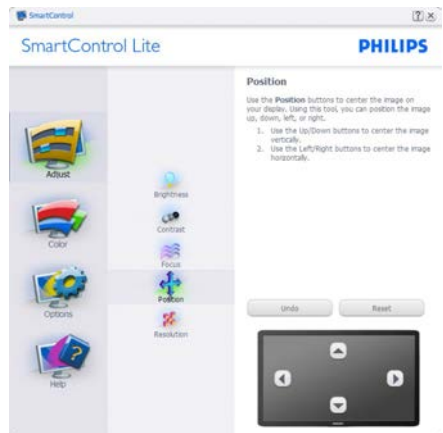 SmartControl
SmartControl Lite
PHILIPS
Adjust
Color
Options
Help
Brightness
Contrast
Focus
Position
Resolution
Position
Use the Position buttons to center the image on
your display. Using this tool, you can position the image
up, down, left, or right.
1. Use the Up/Down buttons to center the image
vertically.
2. Use the Left/Right buttons to center the image
horizontally.
Undo
Reset